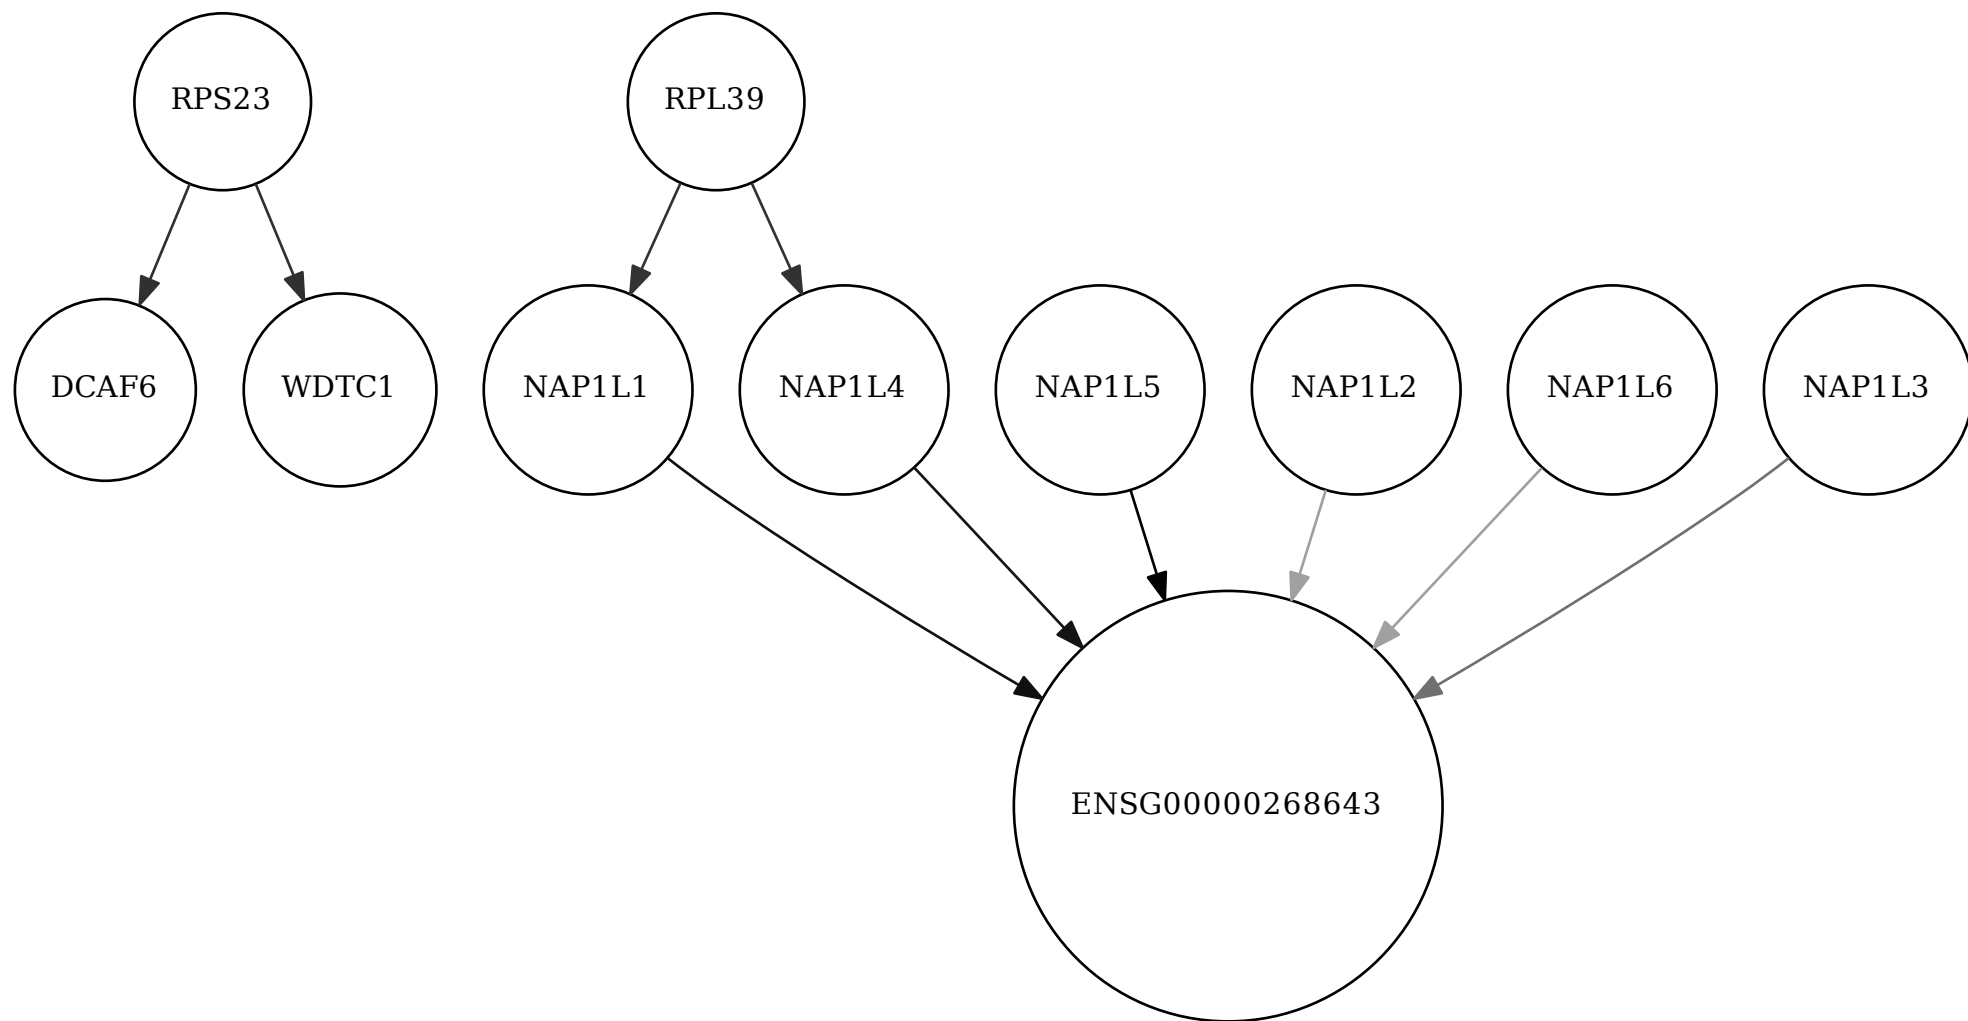 RPS23
RPL39
DCAF6
WDTC1
NAP1L1
NAP1L4
NAP1L5
NAP1L2
NAP1L6
NAP1L3
ENSG00000268643